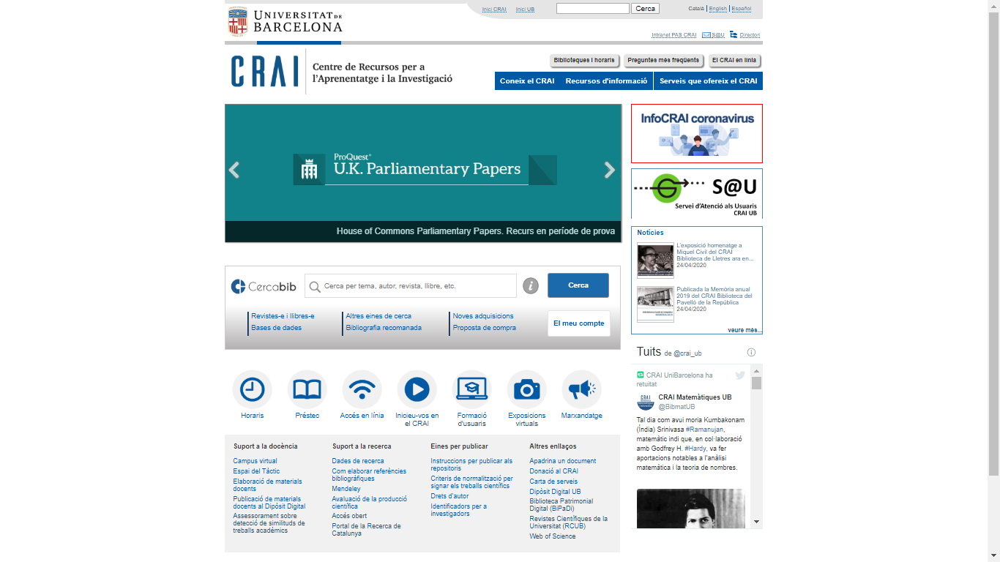 UNIVERSITAT DE
BARCELONA
Inici CRAI
Inici UB
Cerca
Català | English | Español
Intranet PAS CRAI
S@U
Directori
CRAI
Centre de Recursos per a
l'Aprenentatge i la Investigació
Biblioteques i horaris
Preguntes més freqüents
El CRAI en línia
Coneix el CRAI
Recursos d'informació
Serveis que ofereix el CRAI
ProQuest®
U.K. Parliamentary Papers
House of Commons Parliamentary Papers. Recurs en període de prova
InfoCRAI coronavirus
S@U
Servei d'Atenció als Usuaris
CRAI UB
Notícies
L'exposició homenatge a
Miquel Civil del CRAI
Biblioteca de Lletres ara en...
24/04/2020
Publicada la Memòria anual
2019 del CRAI Biblioteca del
Pavelló de la República
24/04/2020
veure més...
Cercabib
Cerca per tema, autor, revista, llibre, etc.
Cerca
Revistes-e i llibres-e
Bases de dades
Altres eines de cerca
Bibliografia recomanada
Noves adquisicions
Proposta de compra
El meu compte
Horaris
Préstec
Accés en línia
Inicieu-vos en
el CRAI
Formació
d'usuaris
Exposicions
virtuals
Marxandatge
Suport a la docència
Campus virtual
Espai del Tàctic
Elaboració de materials
docents
Publicació de materials
docents al Dipòsit Digital
Assessorament sobre
detecció de similituds de
treballs acadèmics
Suport a la recerca
Dades de recerca
Com elaborar referències
bibliogràfiques
Mendeley
Avaluació de la producció
científica
Accés obert
Portal de la Recerca de
Catalunya
Eines per publicar
Instruccions per publicar als
repositoris
Criteris de normalització per
signar els treballs científics
Drets d'autor
Identificadors per a
investigadors
Altres enllaços
Apadrina un document
Donació al CRAI
Carta de serveis
Dipòsit Digital UB
Biblioteca Patrimonial
Digital (BiPaDi)
Revistes Científiques de la
Universitat (RCUB)
Web of Science
Tuits de @crai_ub
CRAI UniBarcelona ha
retuitat
CRAI
CRAI Matemàtiques UB
@BibmatUB
Tal dia com avui moria Kumbakonam
(Índia) Srinivasa #Ramanujan,
matemàtic indi que, en col·laboració
amb Godfrey H. #Hardy, va fer
aportacions notables a l'anàlisi
matemàtica i la teoria de nombres.